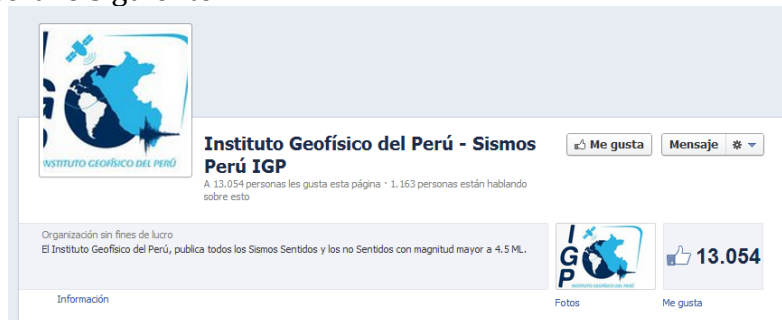 INSTITUTO GEOFÍSICO DEL PERÚ
Instituto Geofísico del Perú - Sismos
Perú IGP
Me gusta
Mensaje
A 13.054 personas les gusta esta página · 1.163 personas están hablando
sobre esto
Organización sin fines de lucro
El Instituto Geofísico del Perú, publica todos los Sismos Sentidos y los no Sentidos con magnitud mayor a 4.5 ML.
Información
IGP
INSTITUTO GEOFÍSICO DEL PERÚ
Fotos
13.054
Me gusta